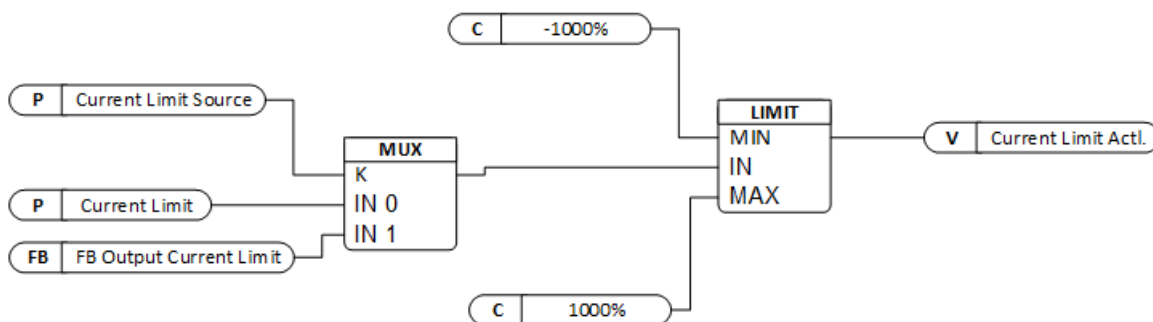 C -1000%
P Current Limit Source
LIMIT
MIN
V Current Limit Actl.
MUX
IN
K
MAX
P Current Limit
IN 0
IN 1
FB FB Output Current Limit
C 1000%